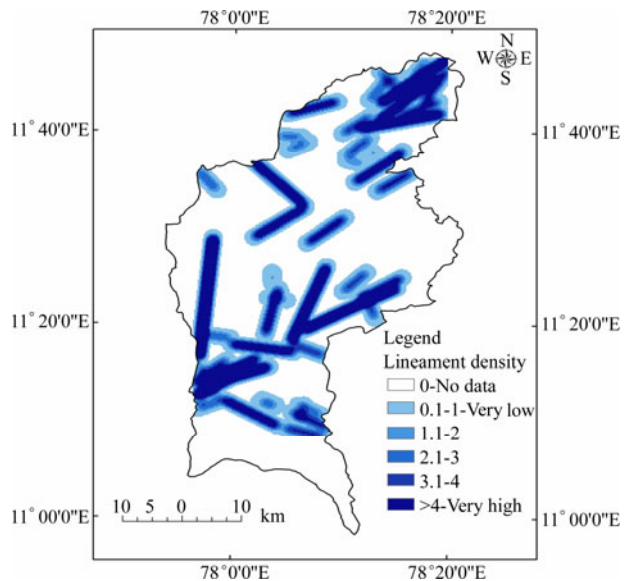 78°0'0"E
78°20'0"E
N
W E
S
11°40'0"N
11°40'0"N
11°20'0"N
11°20'0"N
Legend
Lineament density
0-No data
0.1-1-Very low
1.1-2
2.1-3
3.1-4
>4-Very high
10 5 0 10
km
11°00'0"N
11°00'0"N
78°0'0"E
78°20'0"E